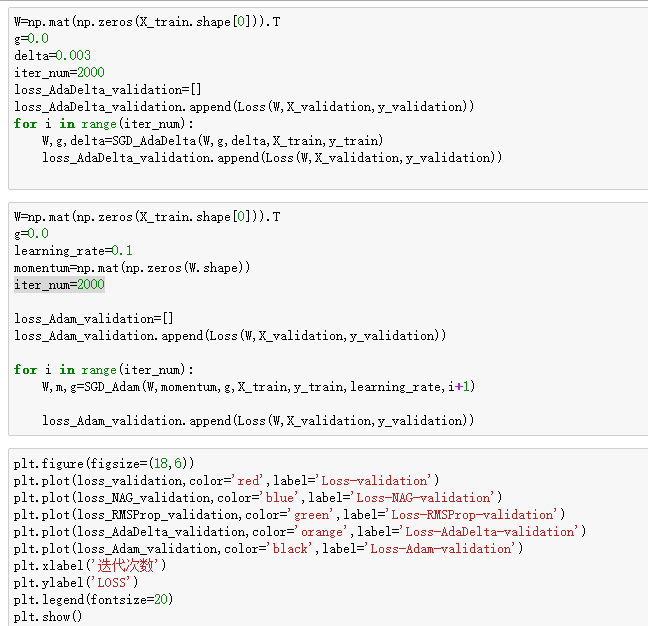 W=np.mat(np.zeros(X_train.shape[0])).T
g=0.0
delta=0.003
iter_num=2000
loss_AdaDelta_validation=[]
loss_AdaDelta_validation.append(Loss(W,X_validation,y_validation))
for i in range(iter_num):
    W,g,delta=SGD_AdaDelta(W,g,delta,X_train,y_train)
    loss_AdaDelta_validation.append(Loss(W,X_validation,y_validation))
W=np.mat(np.zeros(X_train.shape[0])).T
g=0.0
learning_rate=0.1
momentum=np.mat(np.zeros(W.shape))
iter_num=2000
loss_Adam_validation=[]
loss_Adam_validation.append(Loss(W,X_validation,y_validation))
for i in range(iter_num):
    W,m,g=SGD_Adam(W,momentum,g,X_train,y_train,learning_rate,i+1)
    loss_Adam_validation.append(Loss(W,X_validation,y_validation))
plt.figure(figsize=(18,6))
plt.plot(loss_validation,color='red',label='Loss-validation')
plt.plot(loss_NAG_validation,color='blue',label='Loss-NAG-validation')
plt.plot(loss_RMSProp_validation,color='green',label='Loss-RMSProp-validation')
plt.plot(loss_AdaDelta_validation,color='orange',label='Loss-AdaDelta-validation')
plt.plot(loss_Adam_validation,color='black',label='Loss-Adam-validation')
plt.xlabel('迭代次数')
plt.ylabel('LOSS')
plt.legend(fontsize=20)
plt.show()